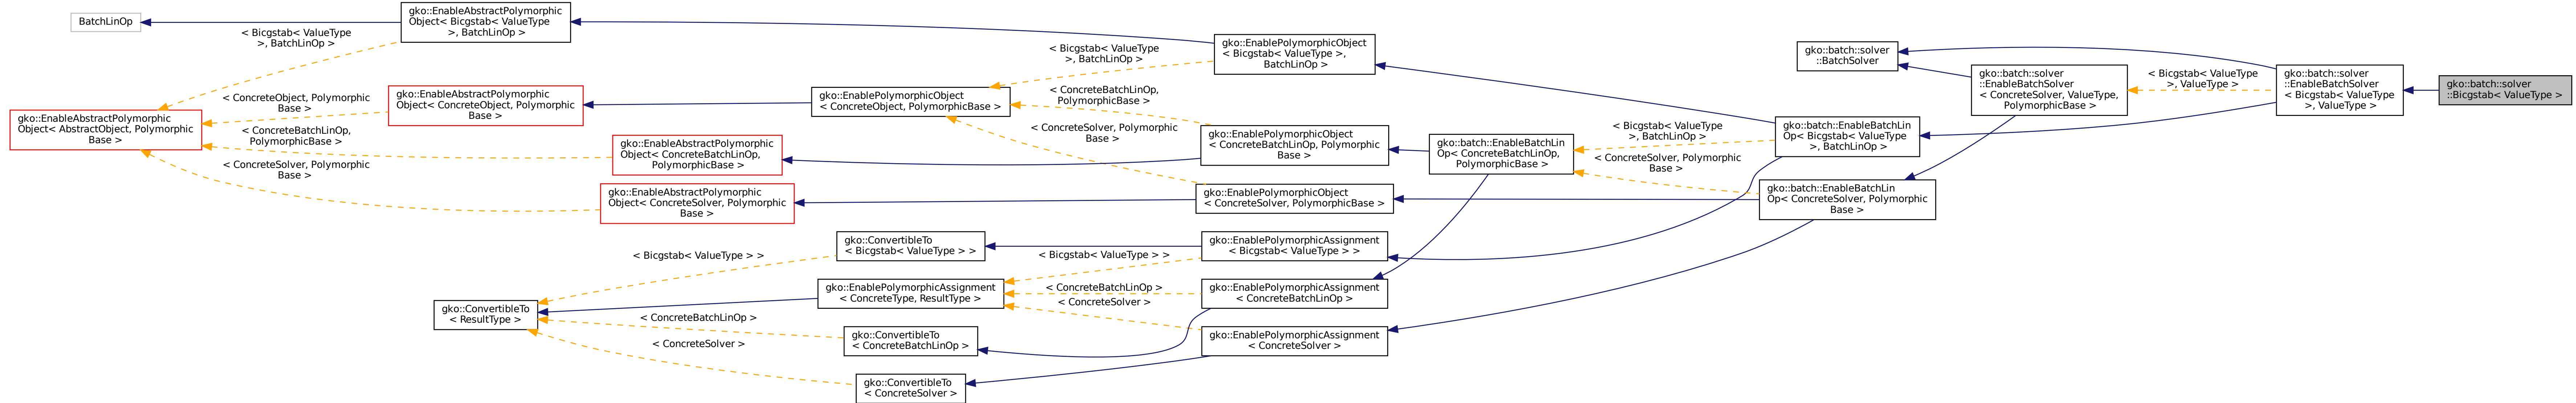 BatchLinOp
gko::EnableAbstractPolymorphic
Object< Bicgstab< ValueType
>, BatchLinOp >
< Bicgstab< ValueType
>, BatchLinOp >
gko::EnableAbstractPolymorphic
Object< AbstractObject, Polymorphic
Base >
< ConcreteObject, Polymorphic
Base >
< ConcreteBatchLinOp,
PolymorphicBase >
< ConcreteSolver, Polymorphic
Base >
gko::EnableAbstractPolymorphic
Object< ConcreteObject, Polymorphic
Base >
gko::EnableAbstractPolymorphic
Object< ConcreteBatchLinOp,
PolymorphicBase >
gko::EnableAbstractPolymorphic
Object< ConcreteSolver, Polymorphic
Base >
gko::EnablePolymorphicObject
< ConcreteObject, PolymorphicBase >
< Bicgstab< ValueType
>, BatchLinOp >
< ConcreteBatchLinOp,
PolymorphicBase >
< ConcreteSolver, Polymorphic
Base >
gko::EnablePolymorphicObject
< Bicgstab< ValueType >,
BatchLinOp >
gko::EnablePolymorphicObject
< ConcreteBatchLinOp, Polymorphic
Base >
gko::EnablePolymorphicObject
< ConcreteSolver, PolymorphicBase >
gko::batch::EnableBatchLin
Op< ConcreteBatchLinOp,
PolymorphicBase >
< Bicgstab< ValueType
>, BatchLinOp >
< ConcreteSolver, Polymorphic
Base >
gko::batch::solver
::BatchSolver
gko::batch::EnableBatchLin
Op< Bicgstab< ValueType
>, BatchLinOp >
gko::batch::EnableBatchLin
Op< ConcreteSolver, Polymorphic
Base >
gko::batch::solver
::EnableBatchSolver
< ConcreteSolver, ValueType,
PolymorphicBase >
< Bicgstab< ValueType
>, ValueType >
gko::batch::solver
::EnableBatchSolver
< Bicgstab< ValueType
>, ValueType >
gko::batch::solver
::Bicgstab< ValueType >
gko::ConvertibleTo
< ResultType >
< Bicgstab< ValueType > >
< ConcreteBatchLinOp >
< ConcreteSolver >
gko::ConvertibleTo
< Bicgstab< ValueType > >
gko::EnablePolymorphicAssignment
< ConcreteType, ResultType >
gko::ConvertibleTo
< ConcreteBatchLinOp >
gko::ConvertibleTo
< ConcreteSolver >
< Bicgstab< ValueType > >
< ConcreteBatchLinOp >
< ConcreteSolver >
gko::EnablePolymorphicAssignment
< Bicgstab< ValueType > >
gko::EnablePolymorphicAssignment
< ConcreteBatchLinOp >
gko::EnablePolymorphicAssignment
< ConcreteSolver >